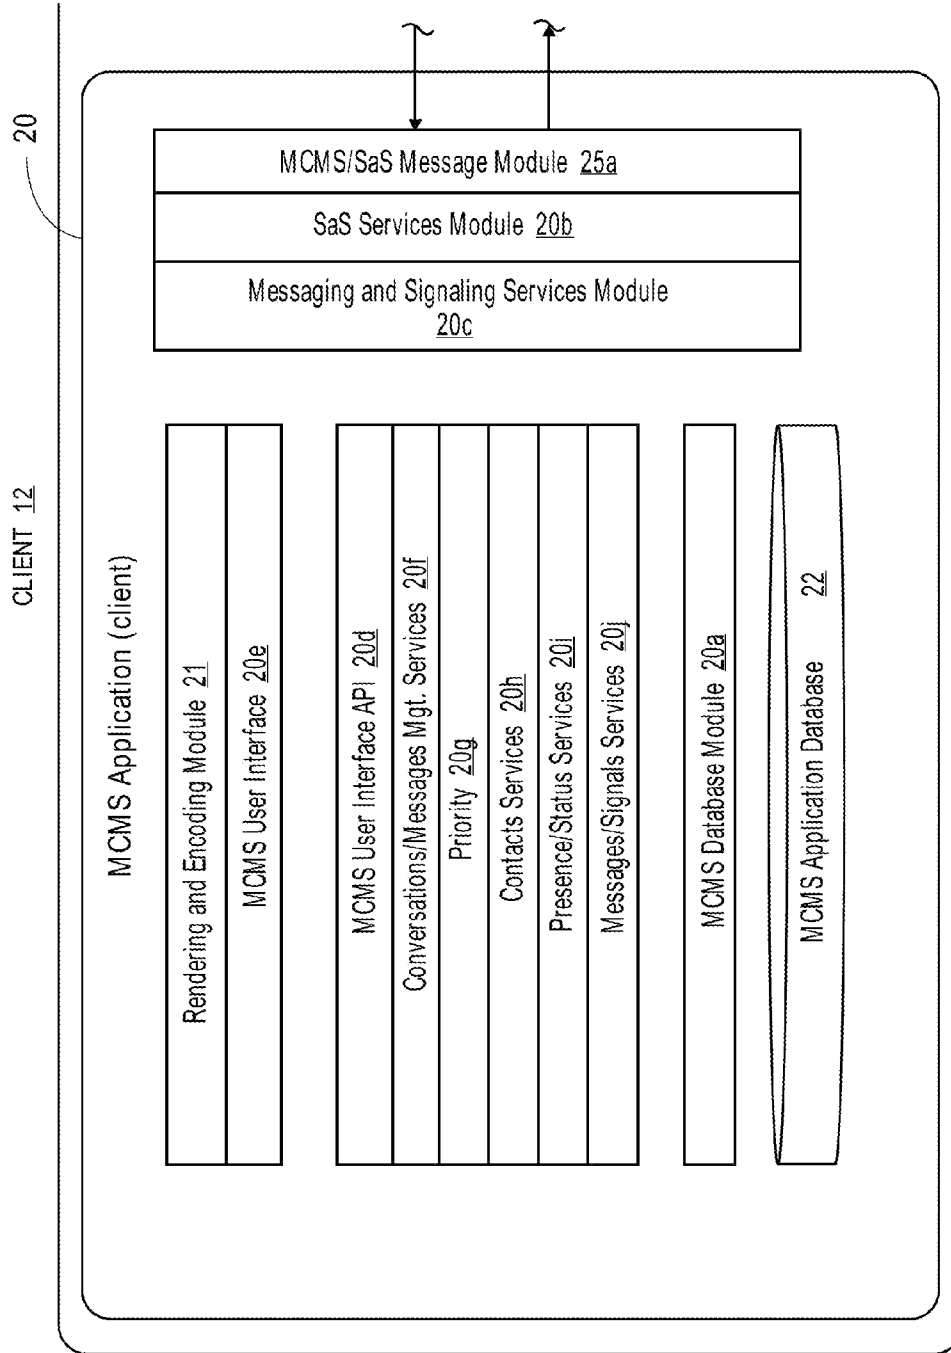 CLIENT 12
20
MCMS Application (client)
MCMS/SaS Message Module 25a
SaS Services Module 20b
Messaging and Signaling Services Module
20c
Rendering and Encoding Module 21
MCMS User Interface 20e
MCMS User Interface API 20d
Conversations/Messages Mgt. Services 20f
Priority 20g
Contacts Services 20h
Presence/Status Services 20i
Messages/Signals Services 20j
MCMS Database Module 20a
MCMS Application Database 22